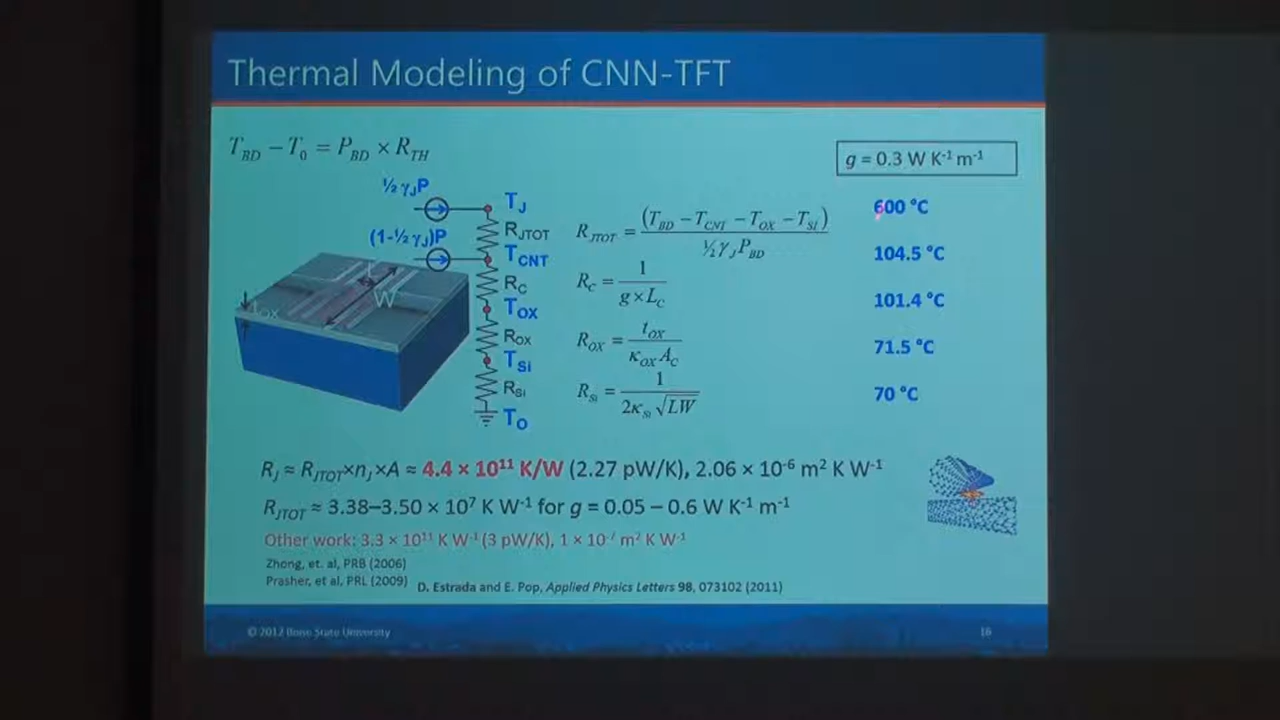 Thermal Modeling of CNN-TFT
T_BD − T_0 = P_BD × R_TH
g = 0.3 W K⁻¹ m⁻¹
½ γ_J P
(1-½ γ_J)P
T_J
R_JTOT
T_CNT
R_C
T_OX
R_OX
T_Si
R_Si
T_O
L
W
t_OX
R_JTOT = (T_BD − T_CNT − T_OX − T_SI) / ½ γ_J P_BD
R_C = 1 / g × L_C
R_OX = t_OX / κ_OX A_C
R_Si = 1 / 2κ_Si √LW
600 °C
104.5 °C
101.4 °C
71.5 °C
70 °C
R_J ≈ R_JTOT×n_J×A ≈ 4.4 × 10¹¹ K/W (2.27 pW/K), 2.06 × 10⁻⁶ m² K W⁻¹
R_JTOT ≈ 3.38–3.50 × 10⁷ K W⁻¹ for g = 0.05 – 0.6 W K⁻¹ m⁻¹
Other work: 3.3 × 10¹¹ K W⁻¹ (3 pW/K), 1 × 10⁻⁷ m² K W⁻¹
Zhong, et. al, PRB (2006)
Prasher, et al, PRL (2009)
D. Estrada and E. Pop, Applied Physics Letters 98, 073102 (2011)
© 2012 Boise State University
16